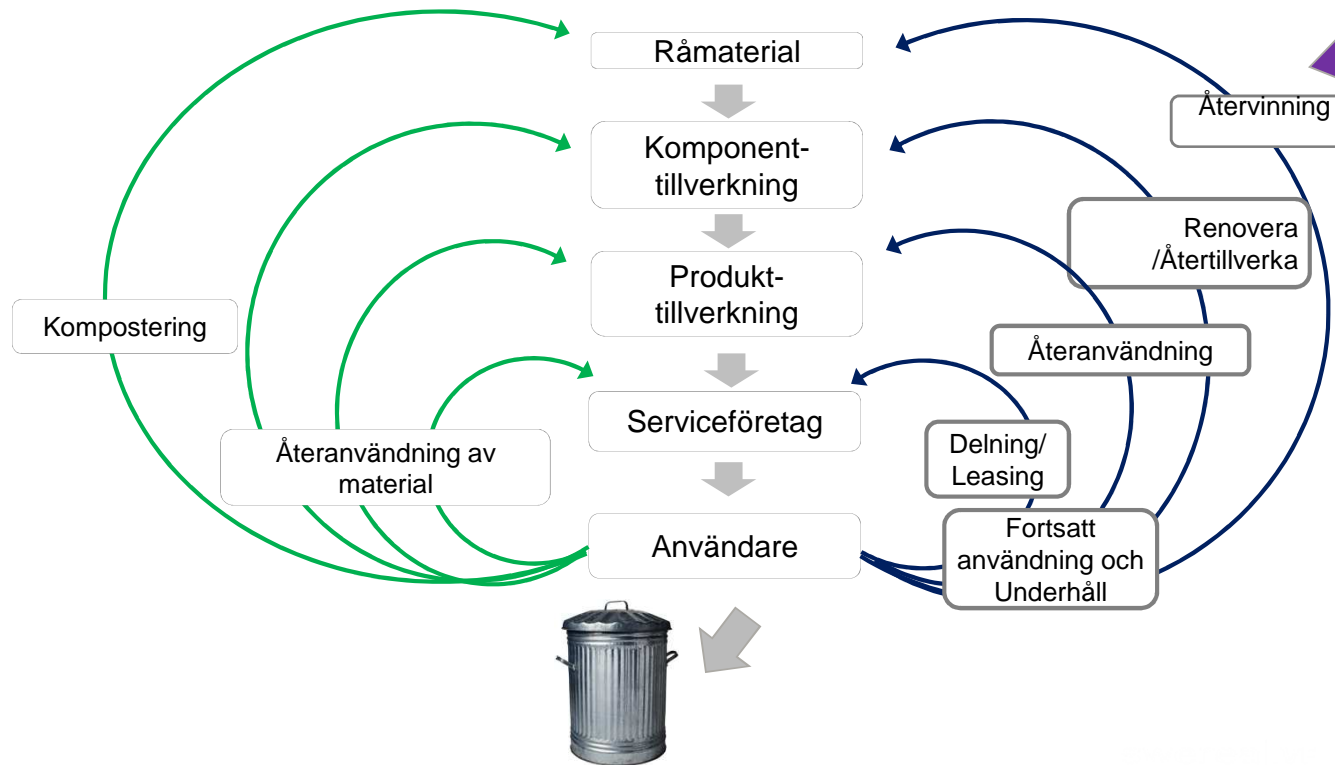 Råmaterial
Återvinning
Komponent-
tillverkning
Renovera
/Återtillverka
Produkt-
tillverkning
Kompostering
Återanvändning
Serviceföretag
Delning/
Leasing
Återanvändning av
material
Användare
Fortsatt
användning och
Underhåll